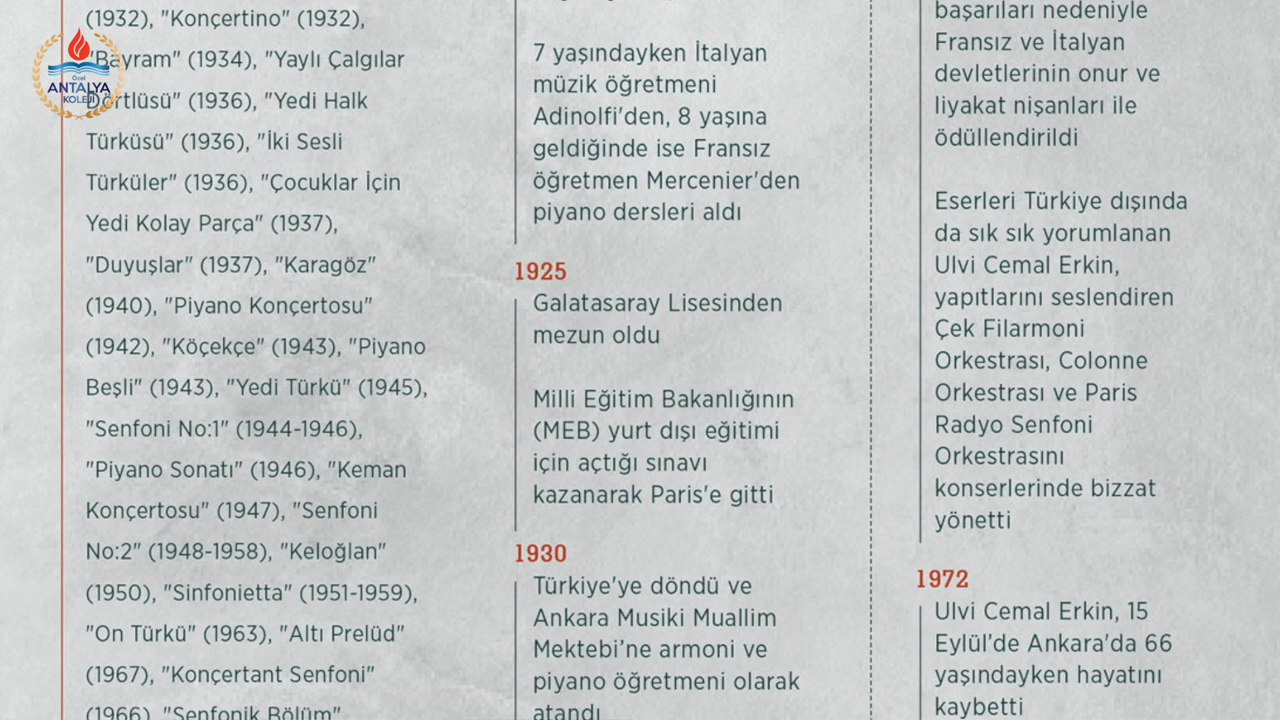 Özel
ANTALYA
KOLEJİ
(1932), "Konçertino" (1932),
"Bayram" (1934), "Yaylı Çalgılar
Dörtlüsü" (1936), "Yedi Halk
Türküsü" (1936), "İki Sesli
Türküler" (1936), "Çocuklar İçin
Yedi Kolay Parça" (1937),
"Duyuşlar" (1937), "Karagöz"
(1940), "Piyano Konçertosu"
(1942), "Köçekçe" (1943), "Piyano
Beşli" (1943), "Yedi Türkü" (1945),
"Senfoni No:1" (1944-1946),
"Piyano Sonatı" (1946), "Keman
Konçertosu" (1947), "Senfoni
No:2" (1948-1958), "Keloğlan"
(1950), "Sinfonietta" (1951-1959),
"On Türkü" (1963), "Altı Prelüd"
(1967), "Konçertant Senfoni"
(1966), "Senfonik Bölüm"
7 yaşındayken İtalyan
müzik öğretmeni
Adinolfi'den, 8 yaşına
geldiğinde ise Fransız
öğretmen Mercenier'den
piyano dersleri aldı
1925
Galatasaray Lisesinden
mezun oldu
Milli Eğitim Bakanlığının
(MEB) yurt dışı eğitimi
için açtığı sınavı
kazanarak Paris'e gitti
1930
Türkiye'ye döndü ve
Ankara Musiki Muallim
Mektebi’ne armoni ve
piyano öğretmeni olarak
atandı
başarıları nedeniyle
Fransız ve İtalyan
devletlerinin onur ve
liyakat nişanları ile
ödüllendirildi
Eserleri Türkiye dışında
da sık sık yorumlanan
Ulvi Cemal Erkin,
yapıtlarını seslendiren
Çek Filarmoni
Orkestrası, Colonne
Orkestrası ve Paris
Radyo Senfoni
Orkestrasını
konserlerinde bizzat
yönetti
1972
Ulvi Cemal Erkin, 15
Eylül’de Ankara'da 66
yaşındayken hayatını
kaybetti